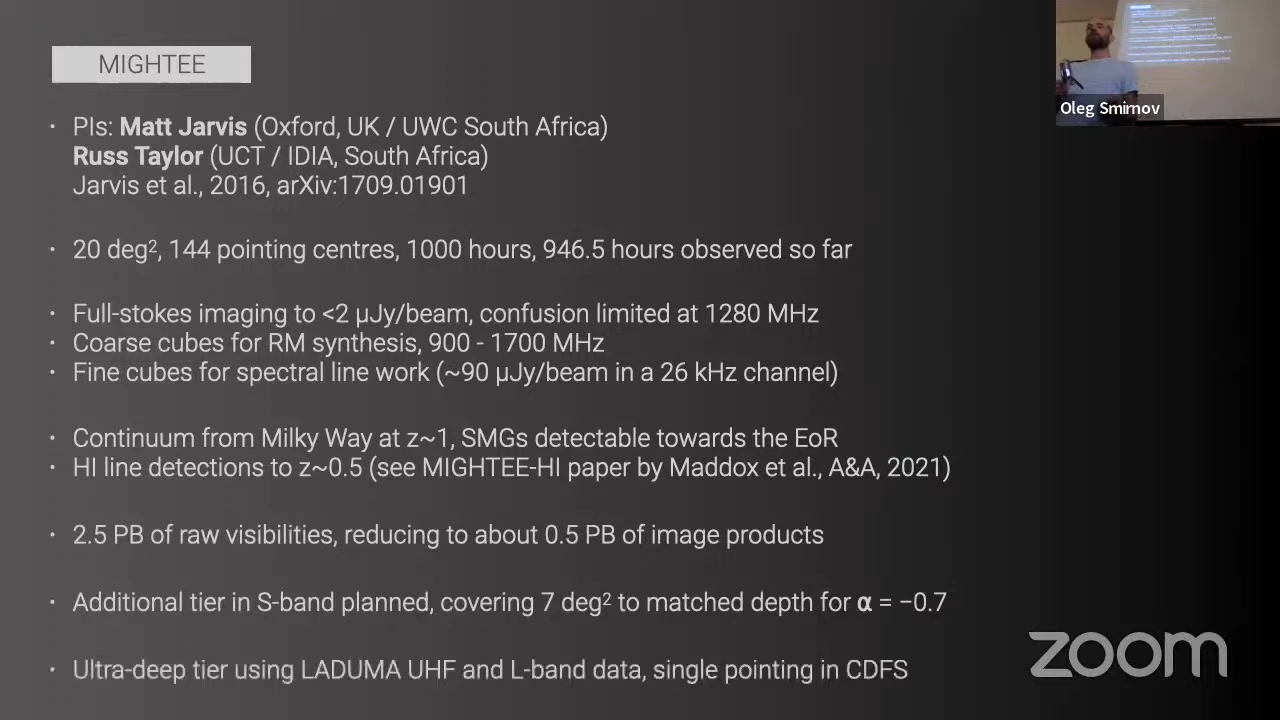 MIGHTEE
Oleg Smirnov
· PIs: Matt Jarvis (Oxford, UK / UWC South Africa)
Russ Taylor (UCT / IDIA, South Africa)
Jarvis et al., 2016, arXiv:1709.01901
· 20 deg², 144 pointing centres, 1000 hours, 946.5 hours observed so far
· Full-stokes imaging to <2 μJy/beam, confusion limited at 1280 MHz
· Coarse cubes for RM synthesis, 900 - 1700 MHz
· Fine cubes for spectral line work (~90 μJy/beam in a 26 kHz channel)
· Continuum from Milky Way at z~1, SMGs detectable towards the EoR
· HI line detections to z~0.5 (see MIGHTEE-HI paper by Maddox et al., A&A, 2021)
· 2.5 PB of raw visibilities, reducing to about 0.5 PB of image products
· Additional tier in S-band planned, covering 7 deg² to matched depth for α = −0.7
· Ultra-deep tier using LADUMA UHF and L-band data, single pointing in CDFS
zoom